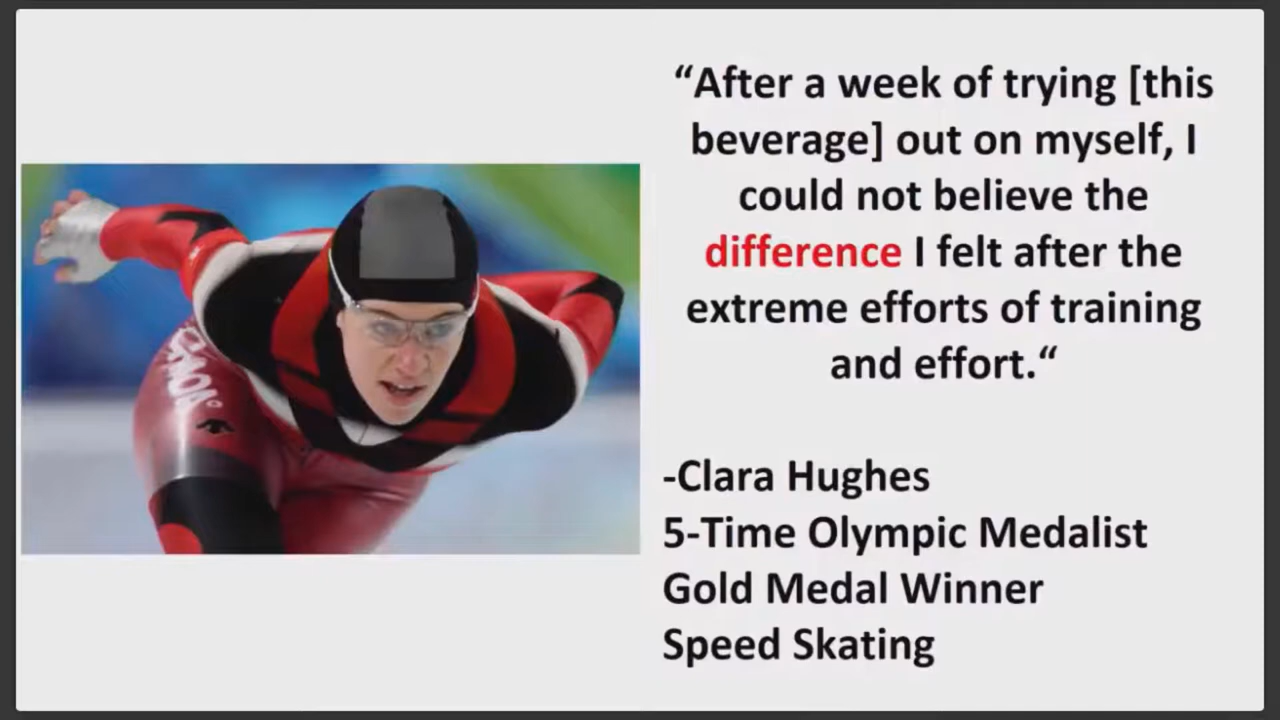 “After a week of trying [this
beverage] out on myself, I
could not believe the
difference I felt after the
extreme efforts of training
and effort.“
-Clara Hughes
5-Time Olympic Medalist
Gold Medal Winner
Speed Skating